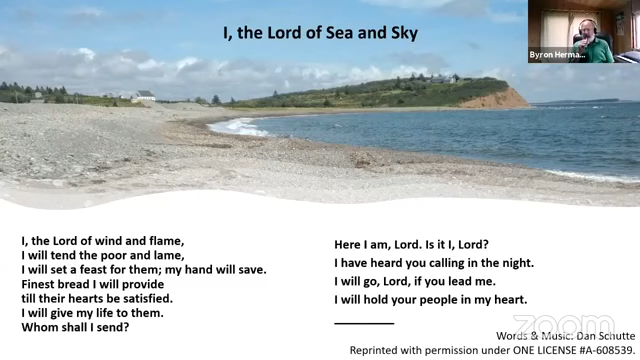 I, the Lord of Sea and Sky
Byron Herma...
I, the Lord of wind and flame,
I will tend the poor and lame,
I will set a feast for them; my hand will save.
Finest bread I will provide
till their hearts be satisfied.
I will give my life to them.
Whom shall I send?
Here I am, Lord. Is it I, Lord?
I have heard you calling in the night.
I will go, Lord, if you lead me.
I will hold your people in my heart.
zoom
Words & Music: Dan Schutte
Reprinted with permission under ONE LICENSE #A-608539.